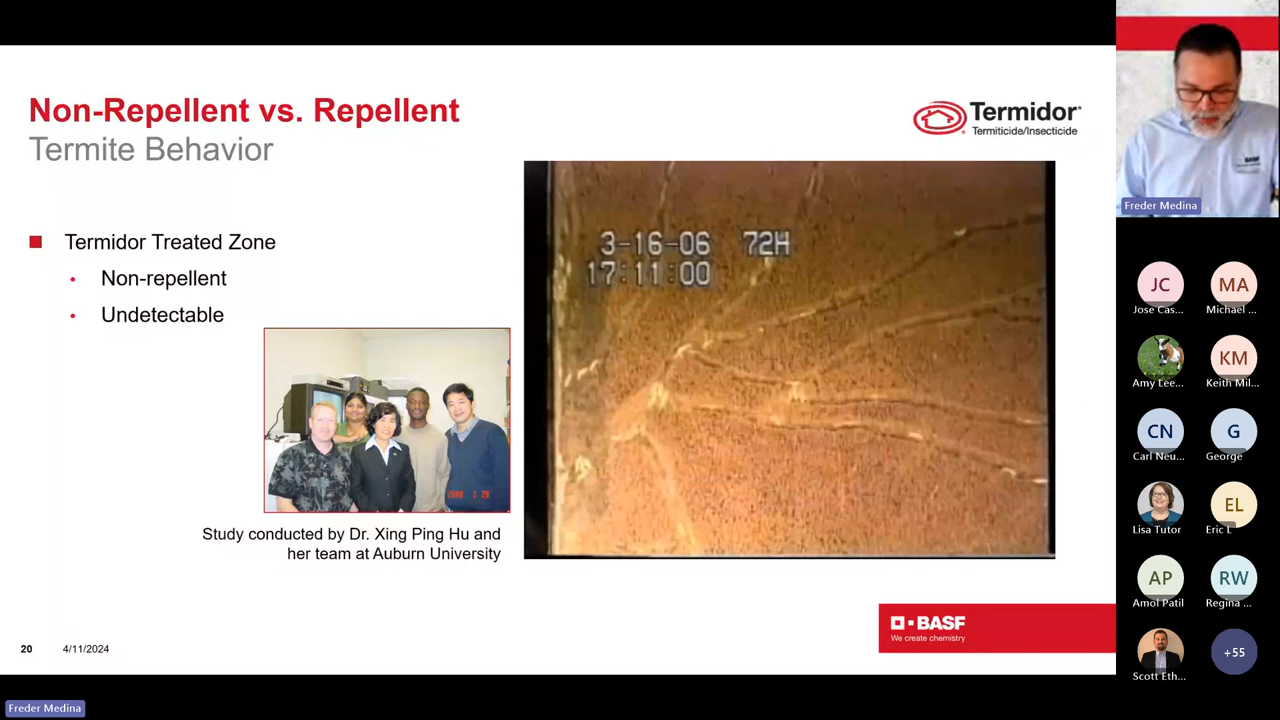 Non-Repellent vs. Repellent
Termite Behavior
Termidor®
Termiticide/Insecticide
Termidor Treated Zone
Non-repellent
Undetectable
3-16-06 72H
17:11:00
Study conducted by Dr. Xing Ping Hu and
her team at Auburn University
BASF
We create chemistry
20 4/11/2024
Freder Medina
BASF
Freder Medina
JC MA
Jose Cas... Michael ...
KM
Amy Lee... Keith Mil...
CN G
Carl Neu... George
EL
Lisa Tutor Eric L
AP RW
Amol Patil Regina ...
+55
Scott Eth...